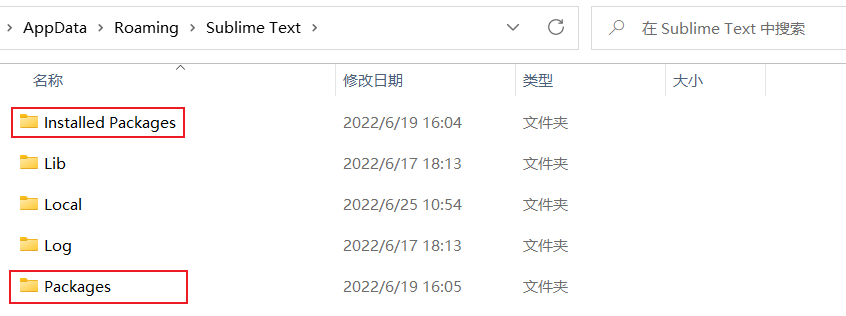 AppData Roaming Sublime Text 在 Sublime Text 中搜索
名称 修改日期 类型 大小
Installed Packages 2022/6/19 16:04 文件夹
Lib 2022/6/17 18:13 文件夹
Local 2022/6/25 10:54 文件夹
Log 2022/6/17 18:13 文件夹
Packages 2022/6/19 16:05 文件夹